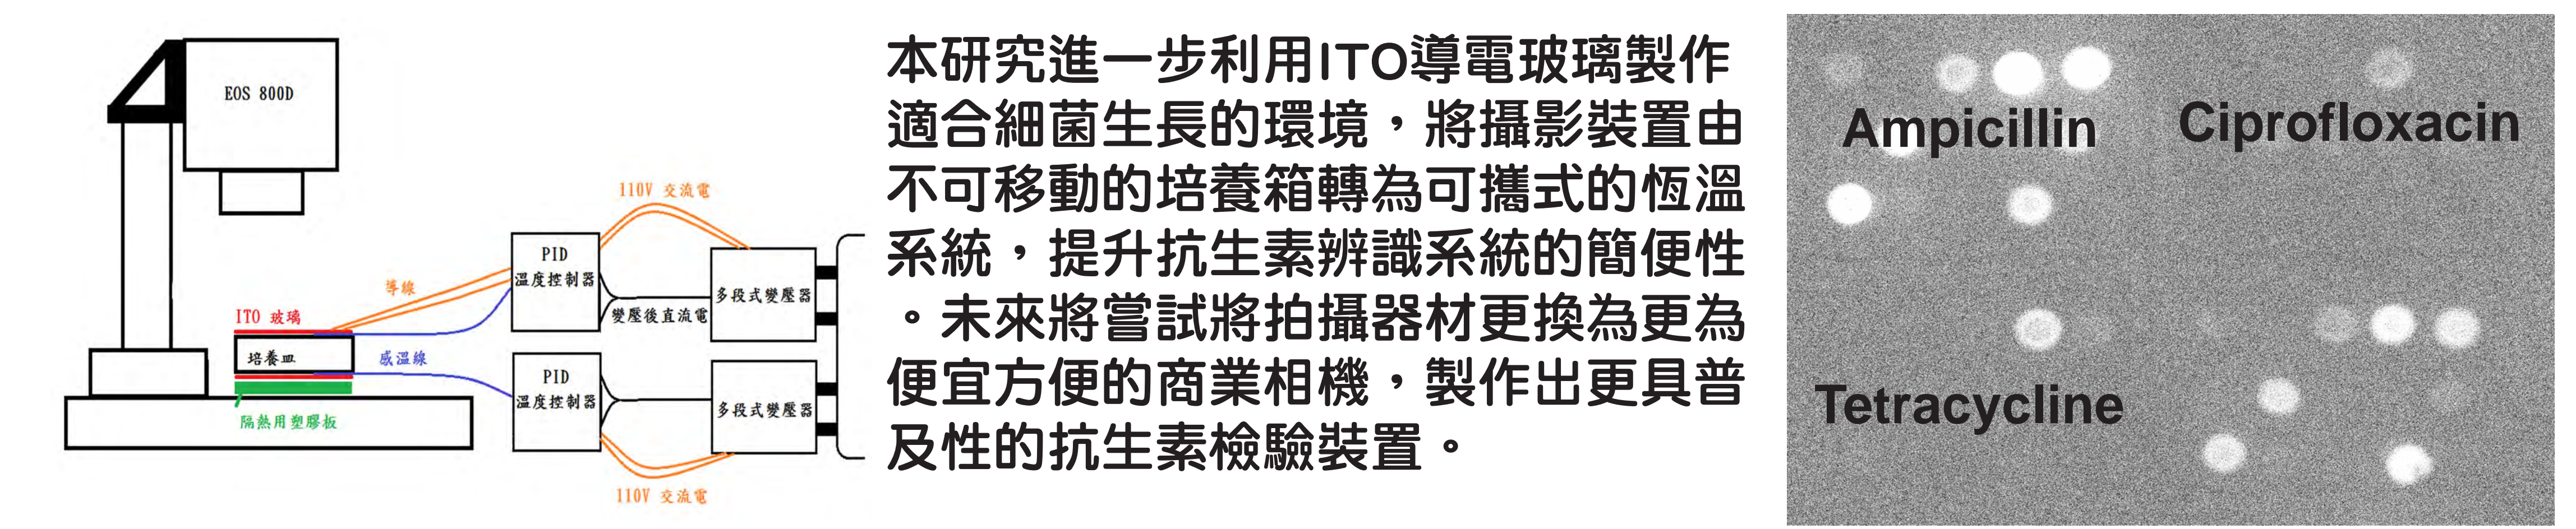 EOS 800D
110V 交流電
PID
溫度控制器
導線
多段式變壓器
變壓後直流電
ITO 玻璃
培養皿
感溫線
PID
溫度控制器
多段式變壓器
隔熱用塑膠板
110V 交流電
本研究進一步利用ITO導電玻璃製作
適合細菌生長的環境，將攝影裝置由
不可移動的培養箱轉為可攜式的恆溫
系統，提升抗生素辨識系統的簡便性
。未來將嘗試將拍攝器材更換為更為
便宜方便的商業相機，製作出更具普
及性的抗生素檢驗裝置。
Ampicillin
Ciprofloxacin
Tetracycline